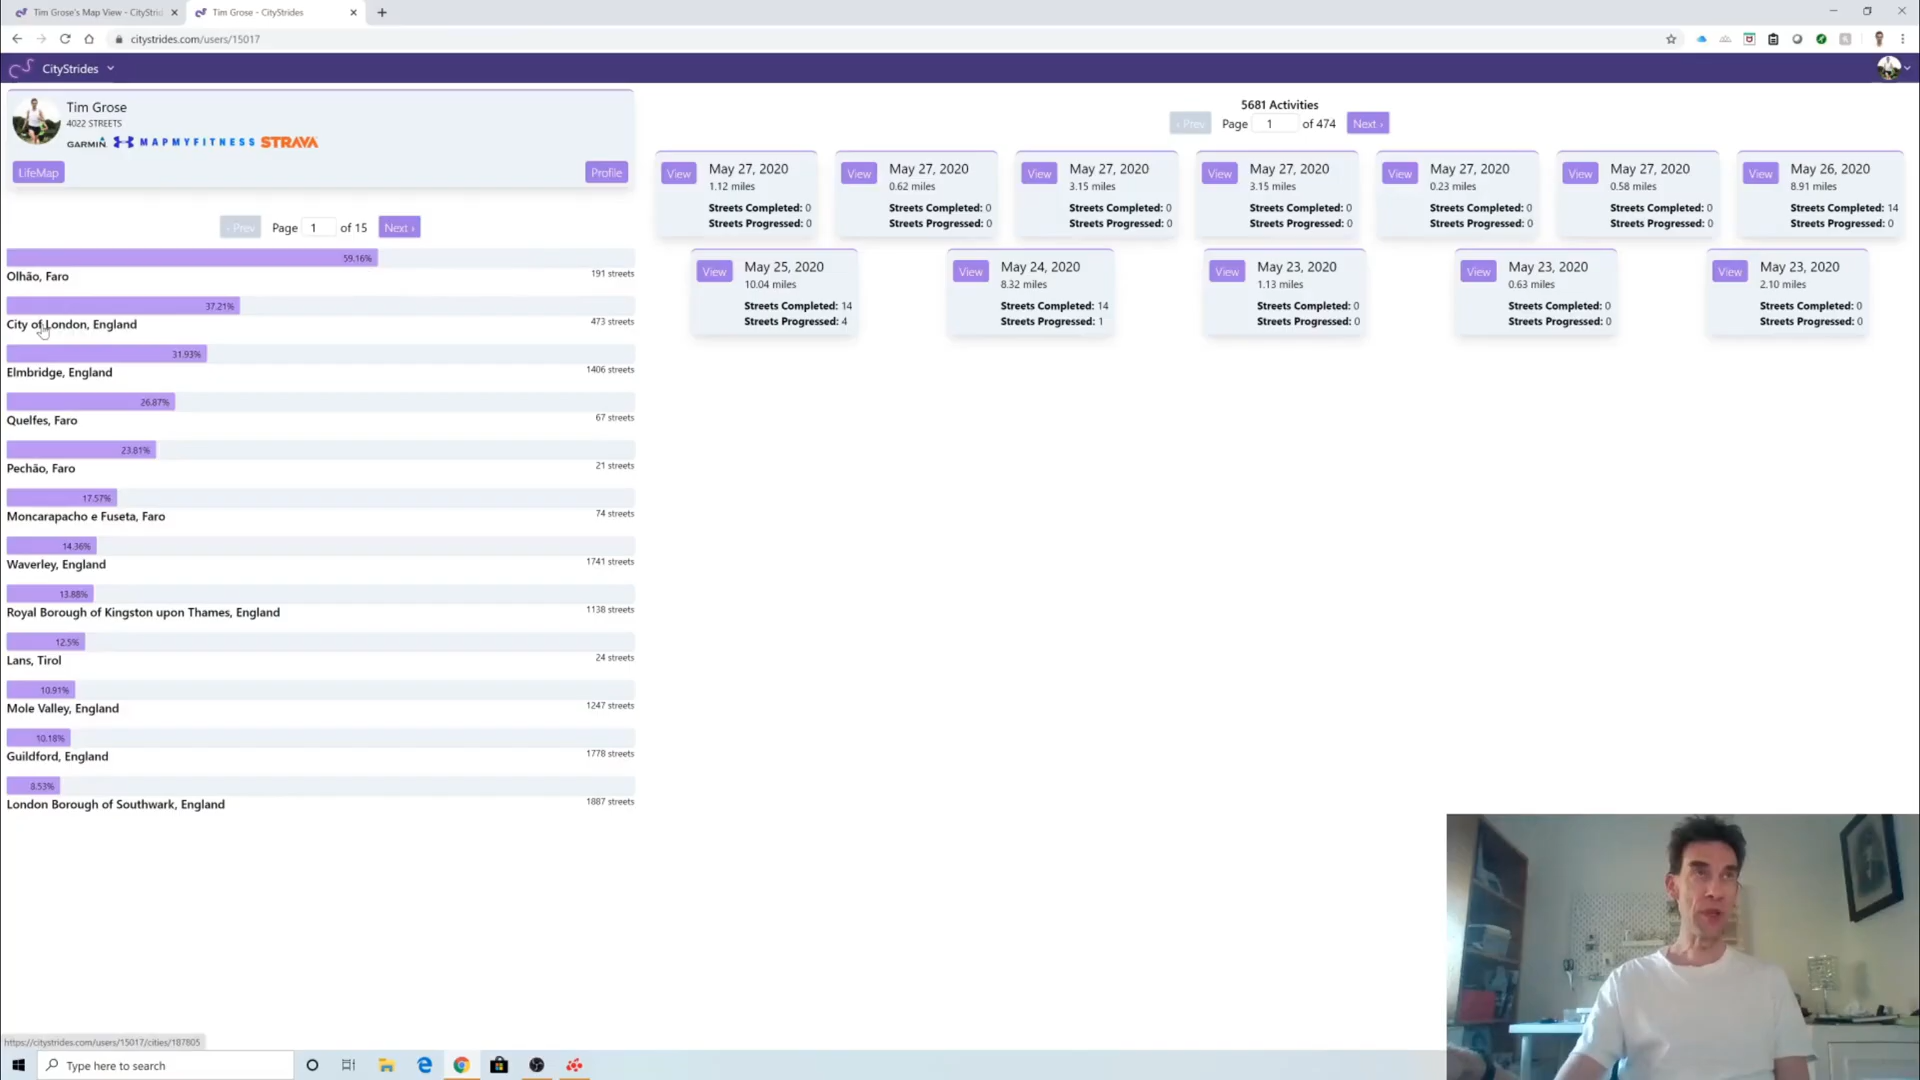 Tim Grose's Map View - CityStrid
Tim Grose - CityStrides
citystrides.com/users/15017
CityStrides
Tim Grose
4022 STREETS
GARMIN MAPMYFITNESS STRAVA
LifeMap
Profile
‹ Prev Page 1 of 15 Next ›
59.16%
Olhão, Faro
191 streets
37.21%
City of London, England
473 streets
31.93%
Elmbridge, England
1406 streets
26.87%
Quelfes, Faro
67 streets
23.81%
Pechão, Faro
21 streets
17.57%
Moncarapacho e Fuseta, Faro
74 streets
14.36%
Waverley, England
1741 streets
13.88%
Royal Borough of Kingston upon Thames, England
1138 streets
12.5%
Lans, Tirol
24 streets
10.91%
Mole Valley, England
1247 streets
10.18%
Guildford, England
1778 streets
8.53%
London Borough of Southwark, England
1887 streets
5681 Activities
‹ Prev Page 1 of 474 Next ›
View
May 27, 2020
1.12 miles
Streets Completed: 0
Streets Progressed: 0
View
May 27, 2020
0.62 miles
Streets Completed: 0
Streets Progressed: 0
View
May 27, 2020
3.15 miles
Streets Completed: 0
Streets Progressed: 0
View
May 27, 2020
3.15 miles
Streets Completed: 0
Streets Progressed: 0
View
May 27, 2020
0.23 miles
Streets Completed: 0
Streets Progressed: 0
View
May 27, 2020
0.58 miles
Streets Completed: 0
Streets Progressed: 0
View
May 26, 2020
8.91 miles
Streets Completed: 14
Streets Progressed: 0
View
May 25, 2020
10.04 miles
Streets Completed: 14
Streets Progressed: 4
View
May 24, 2020
8.32 miles
Streets Completed: 14
Streets Progressed: 1
View
May 23, 2020
1.13 miles
Streets Completed: 0
Streets Progressed: 0
View
May 23, 2020
0.63 miles
Streets Completed: 0
Streets Progressed: 0
View
May 23, 2020
2.10 miles
Streets Completed: 0
Streets Progressed: 0
https://citystrides.com/users/15017/cities/187805
Type here to search